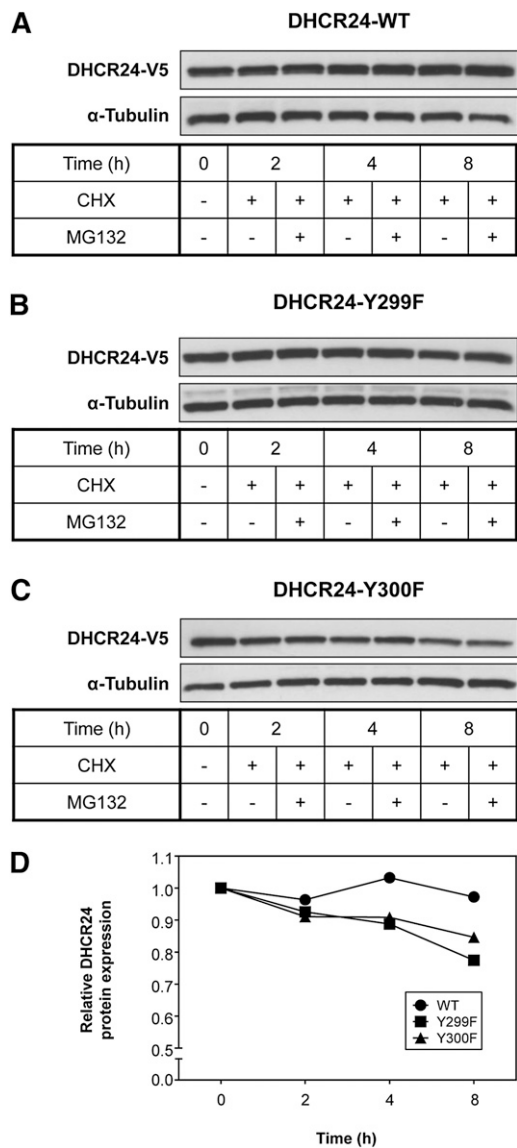 A
DHCR24-WT
DHCR24-V5
α-Tubulin
Time (h) 0 2 4 8
CHX - + + + + + +
MG132 - - + - + - +
B
DHCR24-Y299F
DHCR24-V5
α-Tubulin
Time (h) 0 2 4 8
CHX - + + + + + +
MG132 - - + - + - +
C
DHCR24-Y300F
DHCR24-V5
α-Tubulin
Time (h) 0 2 4 8
CHX - + + + + + +
MG132 - - + - + - +
D
Relative DHCR24
protein expression
1.1
1.0
0.9
0.8
0.7
0.6
0.5
0.0
WT
Y299F
Y300F
0 2 4 8
Time (h)